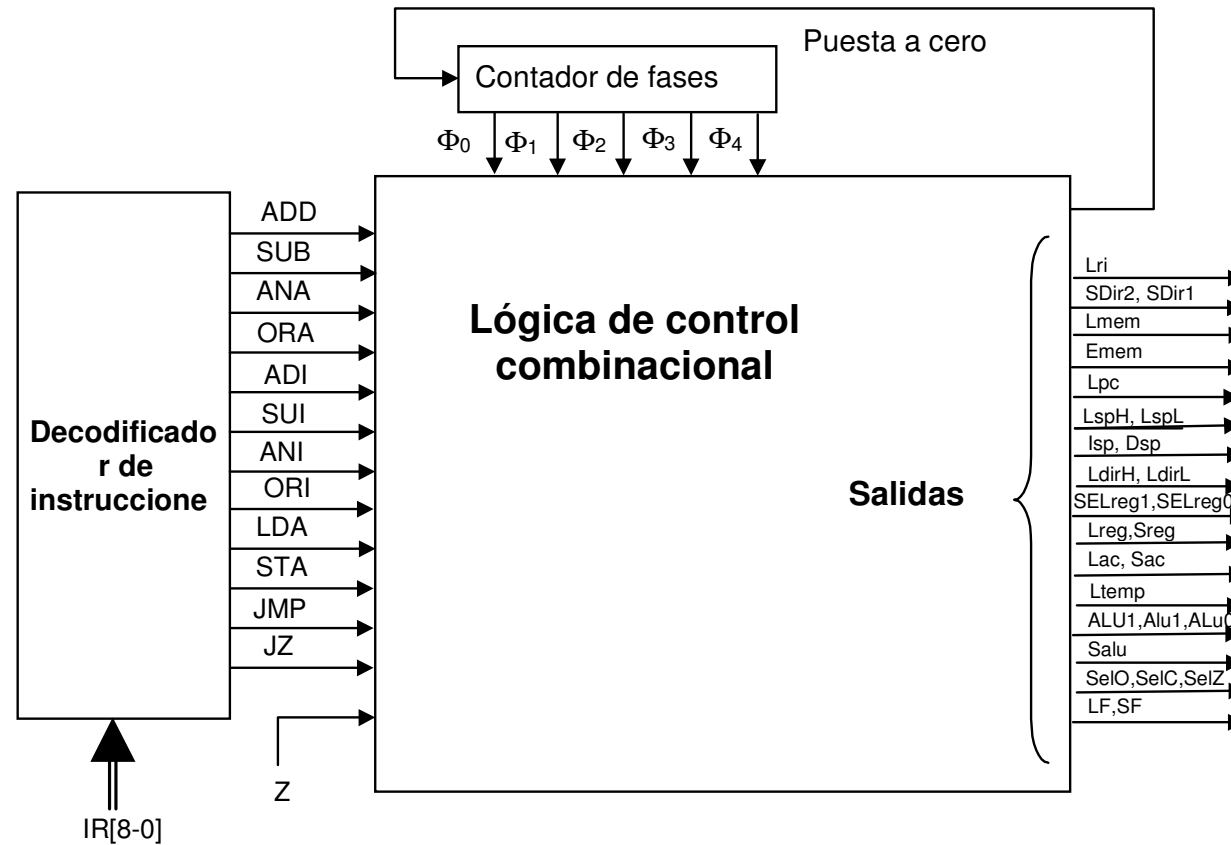 Puesta a cero
Contador de fases
Φ0 Φ1 Φ2 Φ3 Φ4
ADD
SUB
ANA
ORA
ADI
SUI
ANI
ORI
LDA
STA
JMP
JZ
Z
Decodificado
r de
instruccione
IR[8-0]
Lógica de control
combinacional
Salidas
Lri
SDir2, SDir1
Lmem
Emem
Lpc
LspH, LspL
Isp, Dsp
LdirH, LdirL
SELreg1,SELreg0
Lreg,Sreg
Lac, Sac
Ltemp
ALU1,Alu1,ALu0
Salu
SelO,SelC,SelZ
LF,SF